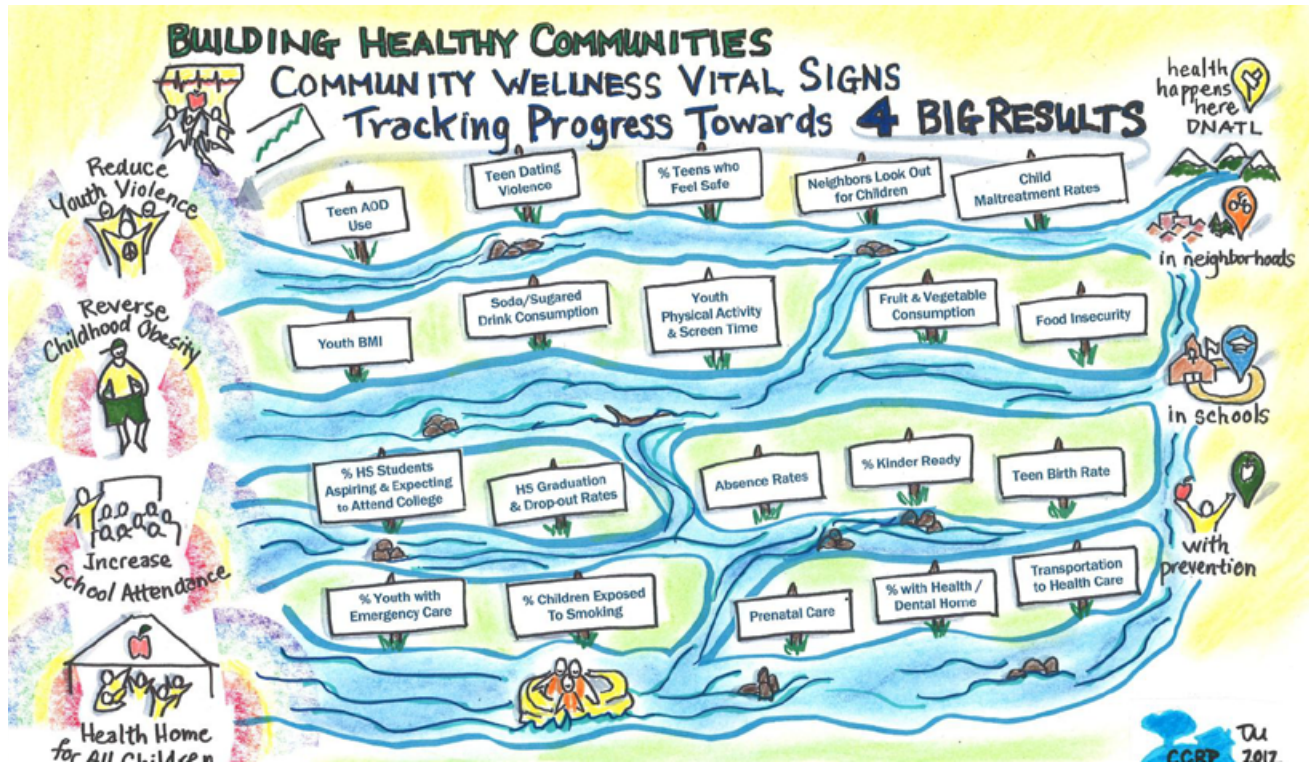 BUILDING HEALTHY COMMUNITIES
COMMUNITY WELLNESS VITAL SIGNS
Tracking Progress Towards 4 BIG RESULTS
health
happens
here
DNATL
in neighborhoods
in schools
with
prevention
Reduce
Youth Violence
Teen AOD
Use
Teen Dating
Violence
% Teens who
Feel Safe
Neighbors Look Out
for Children
Child
Maltreatment Rates
Reverse
Childhood Obesity
Youth BMI
Soda/Sugared
Drink Consumption
Youth
Physical Activity
& Screen Time
Fruit & Vegetable
Consumption
Food Insecurity
Increase
School Attendance
% HS Students
Aspiring & Expecting
to Attend College
HS Graduation
& Drop-out Rates
Absence Rates
% Kinder Ready
Teen Birth Rate
Health Home
for All Children
% Youth with
Emergency Care
% Children Exposed
To Smoking
Prenatal Care
% with Health /
Dental Home
Transportation
to Health Care
CCRP
2012